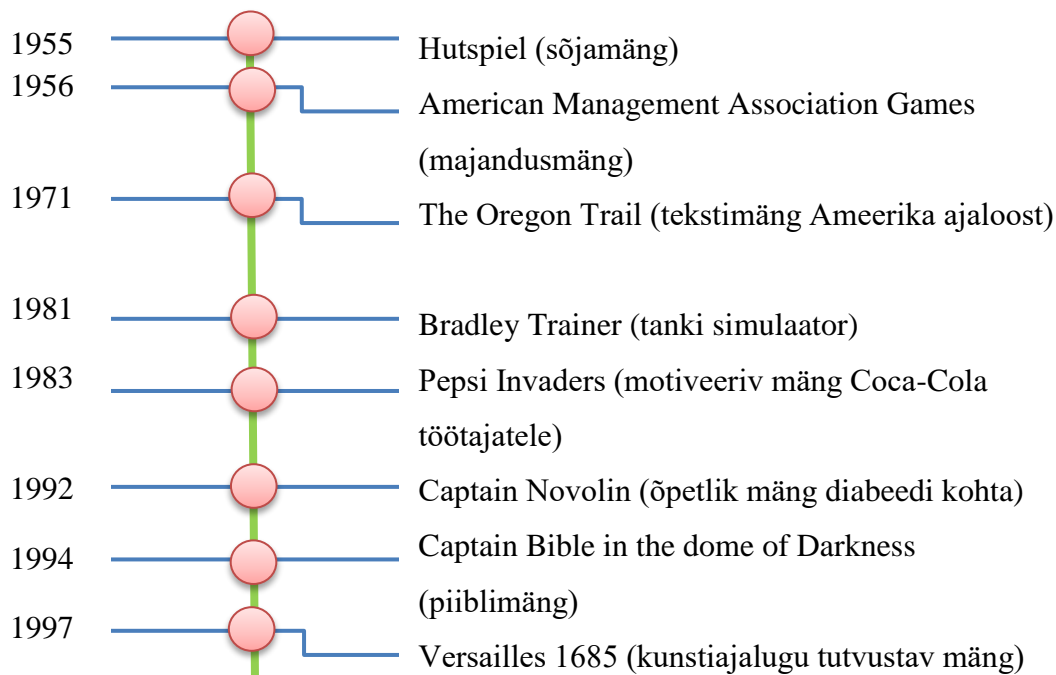 1955 Hutspiel (sõjamäng)
1956 American Management Association Games
(majandusmäng)
1971 The Oregon Trail (tekstimäng Ameerika ajaloost)
1981 Bradley Trainer (tanki simulaator)
1983 Pepsi Invaders (motiveeriv mäng Coca-Cola
töötajatele)
1992 Captain Novolin (õpetlik mäng diabeedi kohta)
1994 Captain Bible in the dome of Darkness
(piiblimäng)
1997 Versailles 1685 (kunstiajalugu tutvustav mäng)